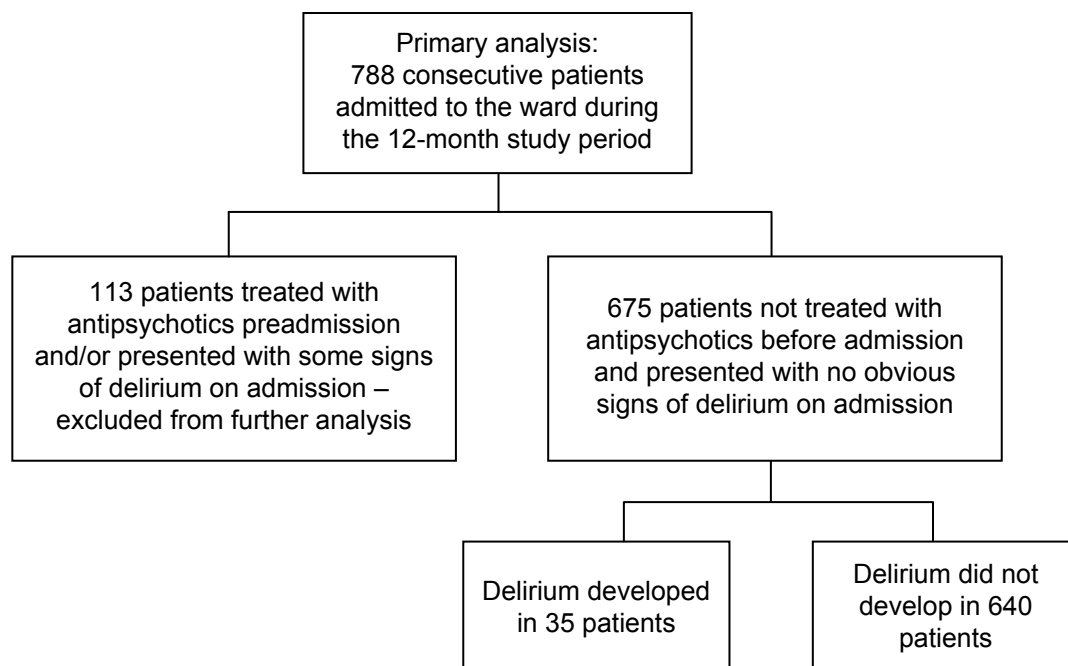 Primary analysis:
788 consecutive patients
admitted to the ward during
the 12-month study period
113 patients treated with
antipsychotics preadmission
and/or presented with some signs
of delirium on admission –
excluded from further analysis
675 patients not treated with
antipsychotics before admission
and presented with no obvious
signs of delirium on admission
Delirium developed
in 35 patients
Delirium did not
develop in 640
patients